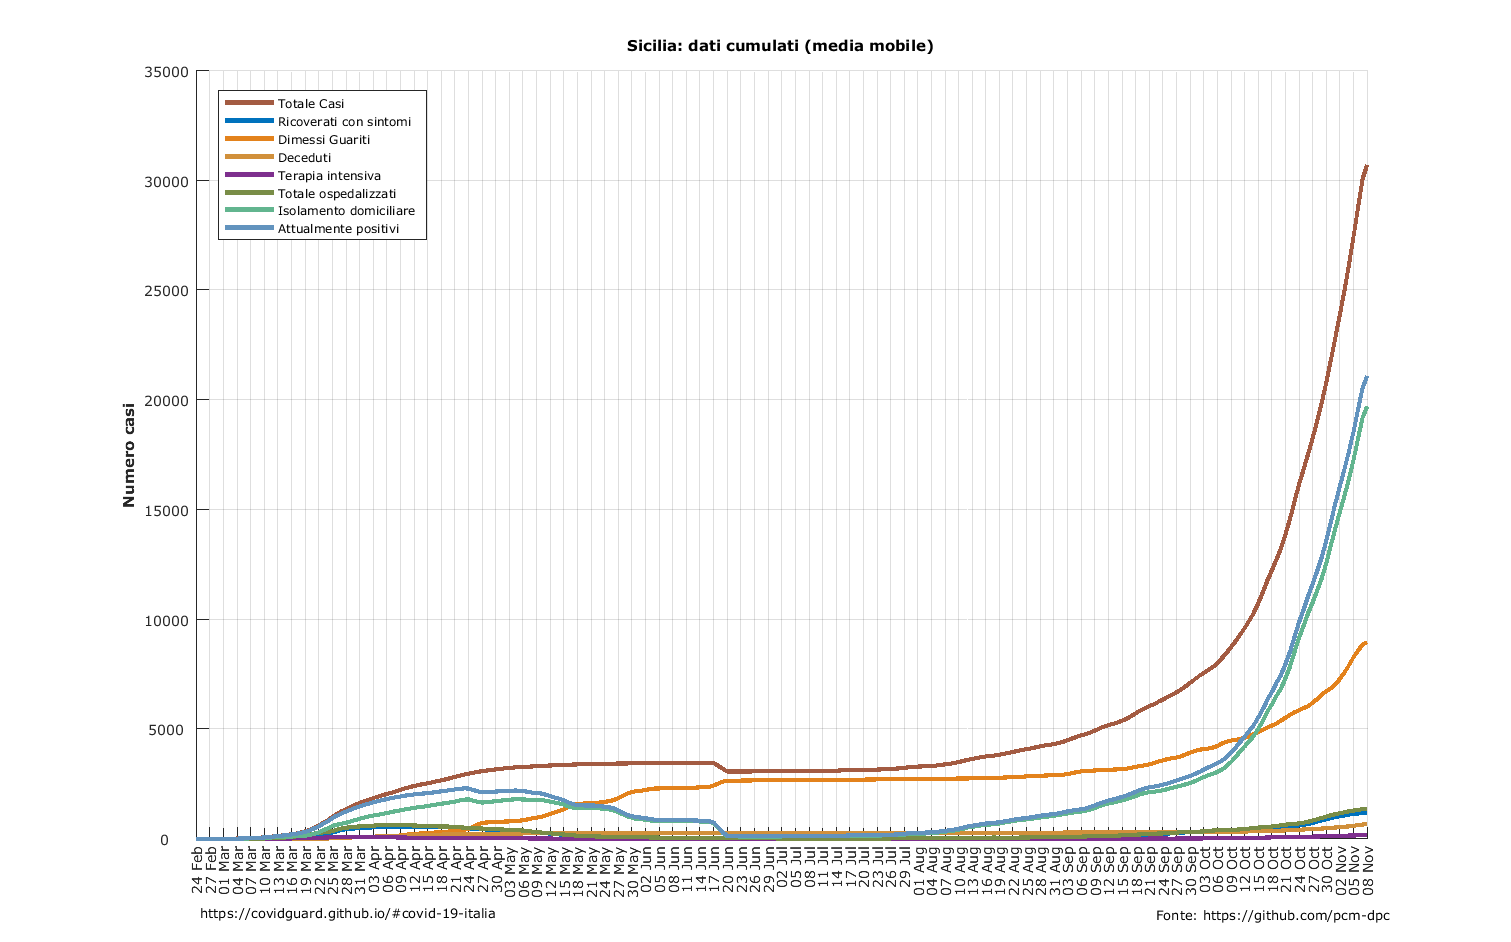 Sicilia: dati cumulati (media mobile)
35000
30000
25000
20000
15000
10000
5000
0
Numero casi
Totale Casi
Ricoverati con sintomi
Dimessi Guariti
Deceduti
Terapia intensiva
Totale ospedalizzati
Isolamento domiciliare
Attualmente positivi
24 Feb
27 Feb
01 Mar
04 Mar
07 Mar
10 Mar
13 Mar
16 Mar
19 Mar
22 Mar
25 Mar
28 Mar
31 Mar
03 Apr
06 Apr
09 Apr
12 Apr
15 Apr
18 Apr
21 Apr
24 Apr
27 Apr
30 Apr
03 May
06 May
09 May
12 May
15 May
18 May
21 May
24 May
27 May
30 May
02 Jun
05 Jun
08 Jun
11 Jun
14 Jun
17 Jun
20 Jun
23 Jun
26 Jun
29 Jun
02 Jul
05 Jul
08 Jul
11 Jul
14 Jul
17 Jul
20 Jul
23 Jul
26 Jul
29 Jul
01 Aug
04 Aug
07 Aug
10 Aug
13 Aug
16 Aug
19 Aug
22 Aug
25 Aug
28 Aug
31 Aug
03 Sep
06 Sep
09 Sep
12 Sep
15 Sep
18 Sep
21 Sep
24 Sep
27 Sep
30 Sep
03 Oct
06 Oct
09 Oct
12 Oct
15 Oct
18 Oct
21 Oct
24 Oct
27 Oct
30 Oct
02 Nov
05 Nov
08 Nov
https://covidguard.github.io/#covid-19-italia
Fonte: https://github.com/pcm-dpc